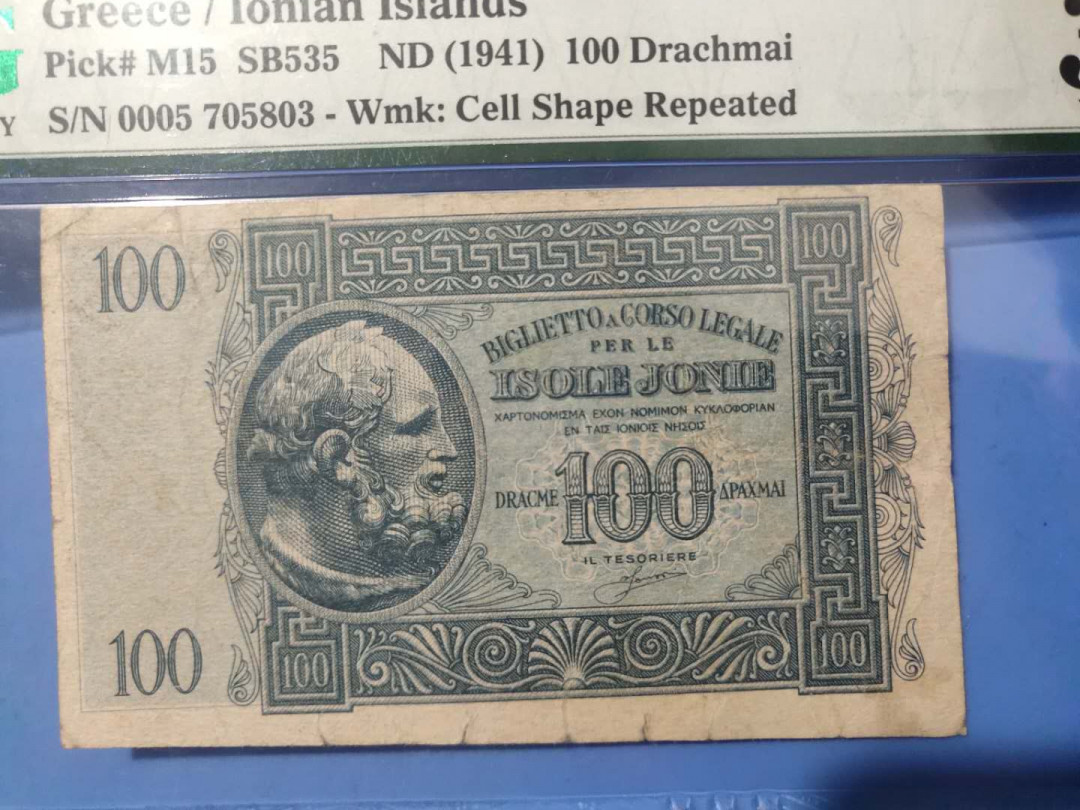 Greece / Ionian Islands
Pick# M15 SB535 ND (1941) 100 Drachmai
S/N 0005 705803 - Wmk: Cell Shape Repeated
Y
100
100
100
BIGLIETTO A CORSO LEGALE
PER LE
ISOLE JONIE
ΧΑΡΤΟΝΟΜΙΣΜΑ ΕΧΟΝ ΝΟΜΙΜΟΝ ΚΥΚΛΟΦΟΡΙΑΝ
ΕΝ ΤΑΙΣ ΙΟΝΙΟΙΣ ΝΗΣΟΙΣ
DRACME 100 ΔΡΑΧΜΑΙ
IL TESORIERE
100
100
100